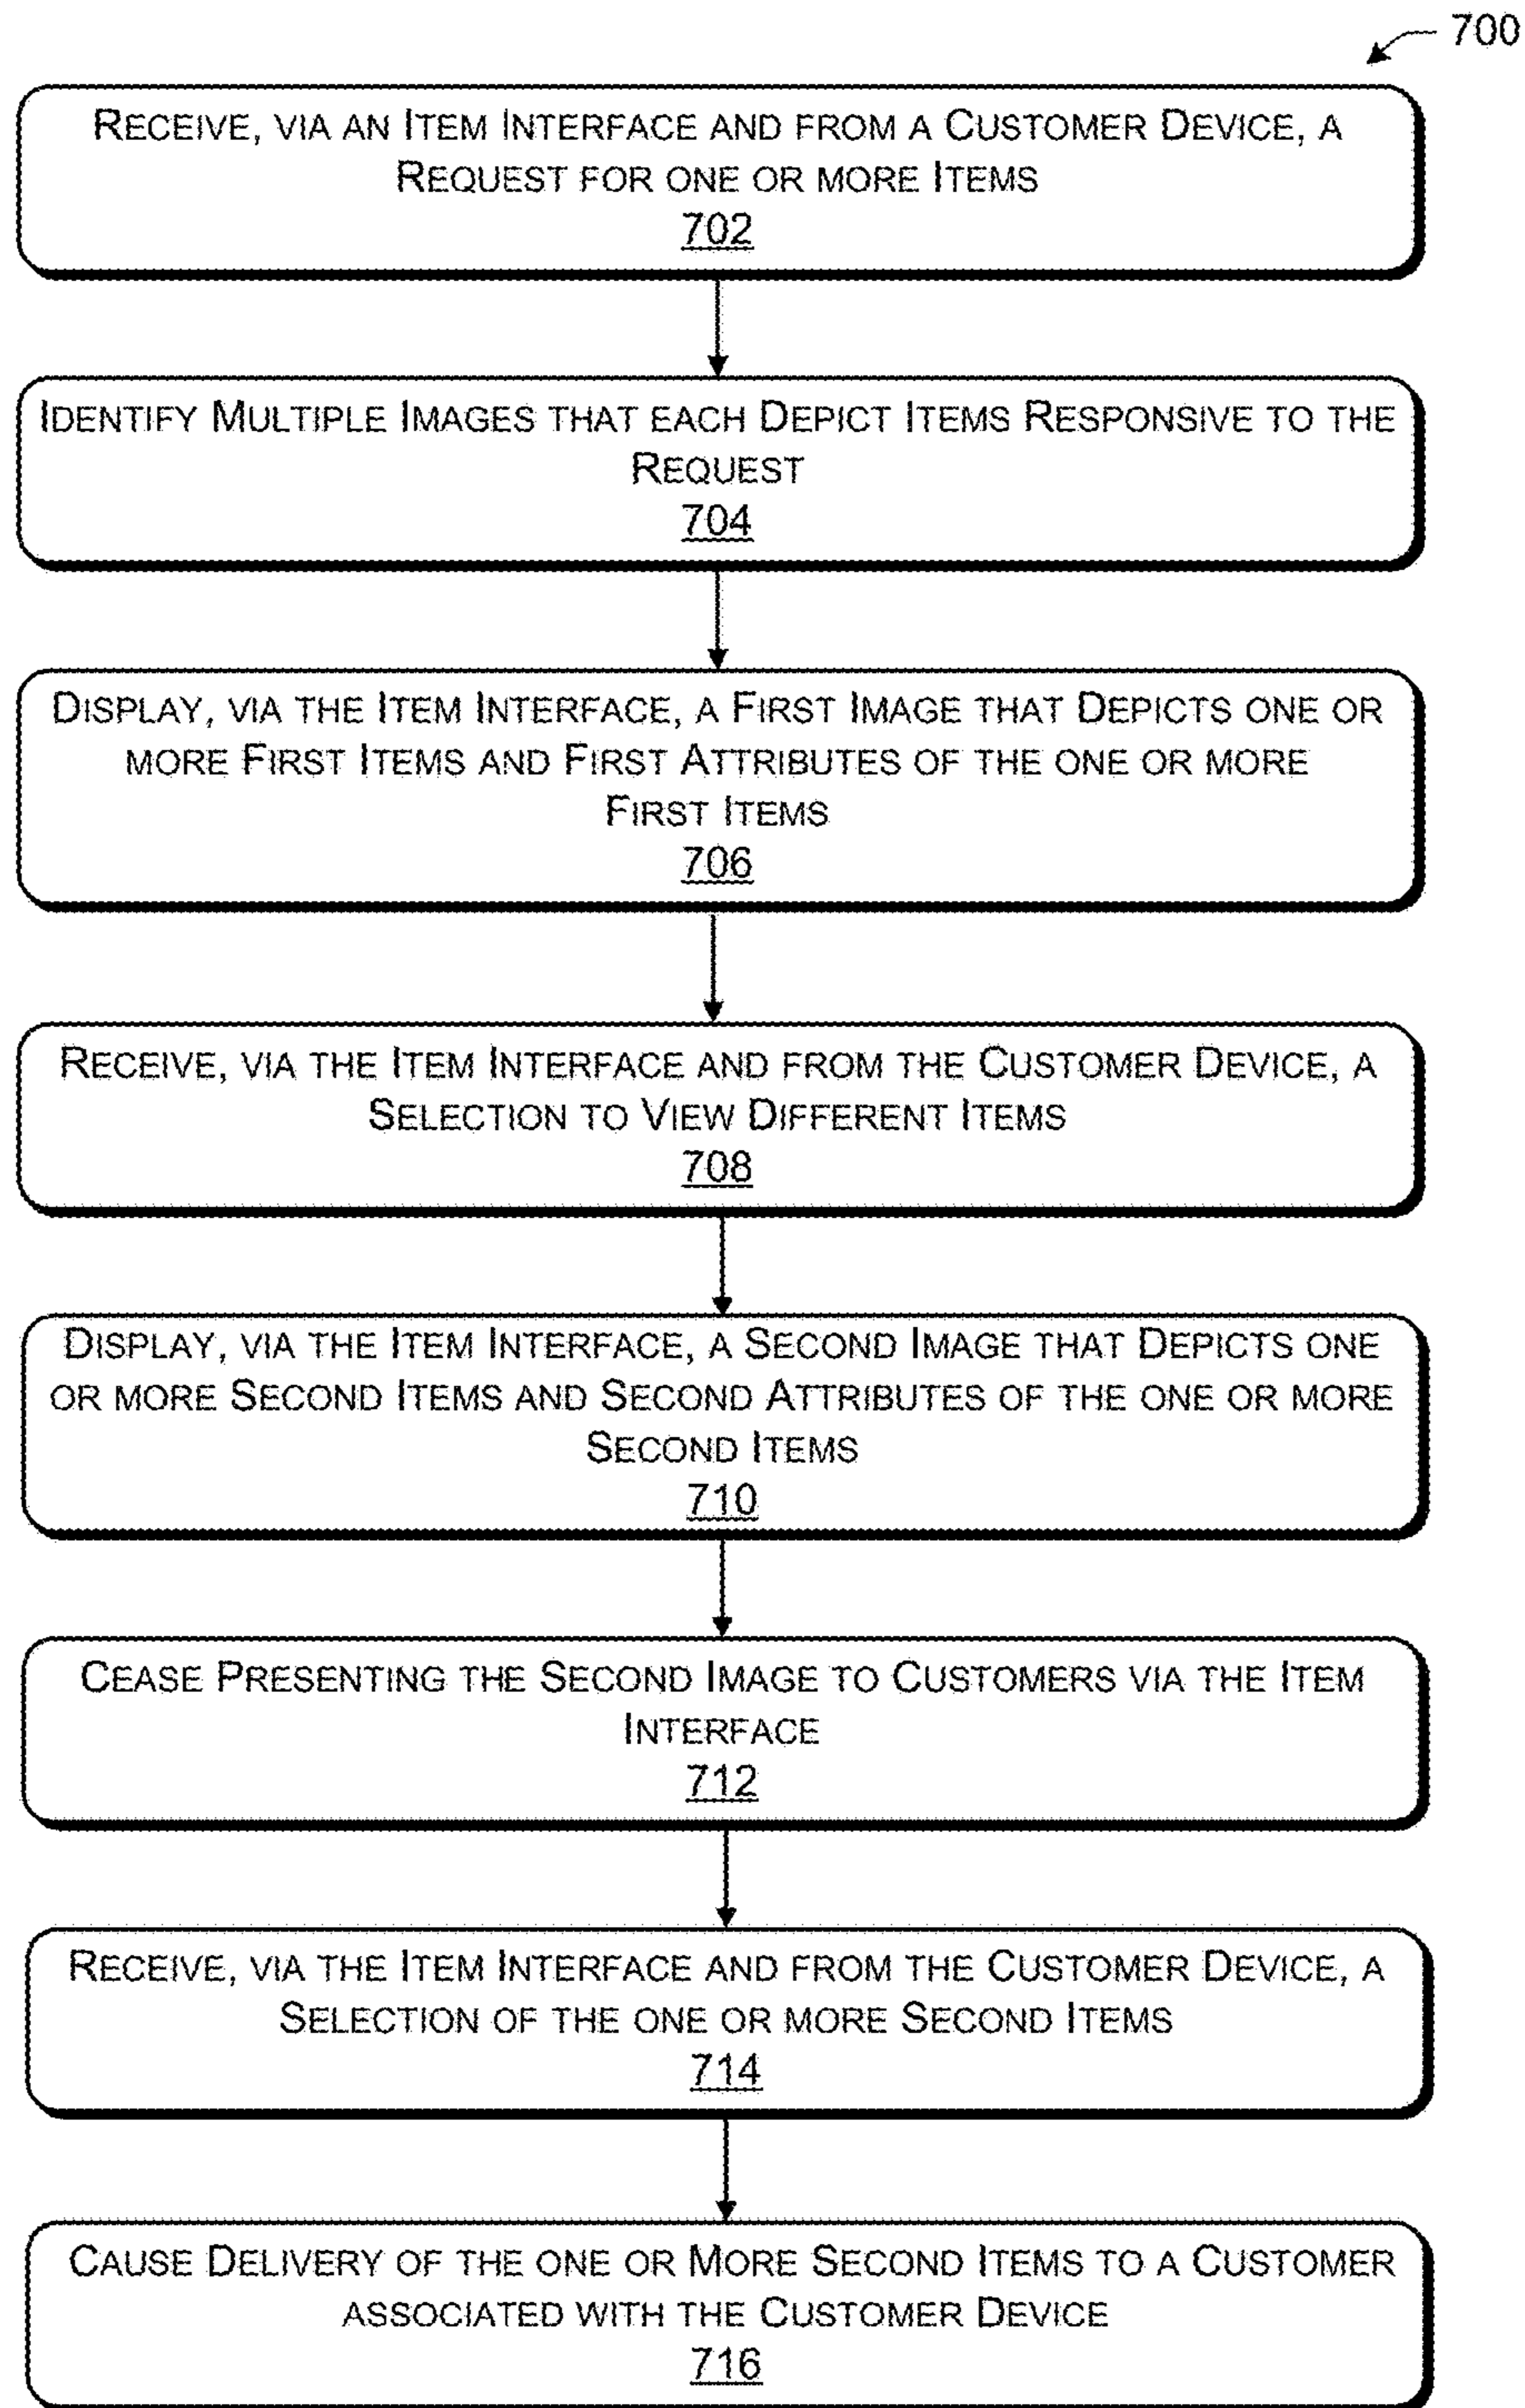 700
RECEIVE, VIA AN ITEM INTERFACE AND FROM A CUSTOMER DEVICE, A
REQUEST FOR ONE OR MORE ITEMS
702
IDENTIFY MULTIPLE IMAGES THAT EACH DEPICT ITEMS RESPONSIVE TO THE
REQUEST
704
DISPLAY, VIA THE ITEM INTERFACE, A FIRST IMAGE THAT DEPICTS ONE OR
MORE FIRST ITEMS AND FIRST ATTRIBUTES OF THE ONE OR MORE
FIRST ITEMS
706
RECEIVE, VIA THE ITEM INTERFACE AND FROM THE CUSTOMER DEVICE, A
SELECTION TO VIEW DIFFERENT ITEMS
708
DISPLAY, VIA THE ITEM INTERFACE, A SECOND IMAGE THAT DEPICTS ONE
OR MORE SECOND ITEMS AND SECOND ATTRIBUTES OF THE ONE OR MORE
SECOND ITEMS
710
CEASE PRESENTING THE SECOND IMAGE TO CUSTOMERS VIA THE ITEM
INTERFACE
712
RECEIVE, VIA THE ITEM INTERFACE AND FROM THE CUSTOMER DEVICE, A
SELECTION OF THE ONE OR MORE SECOND ITEMS
714
CAUSE DELIVERY OF THE ONE OR MORE SECOND ITEMS TO A CUSTOMER
ASSOCIATED WITH THE CUSTOMER DEVICE
716